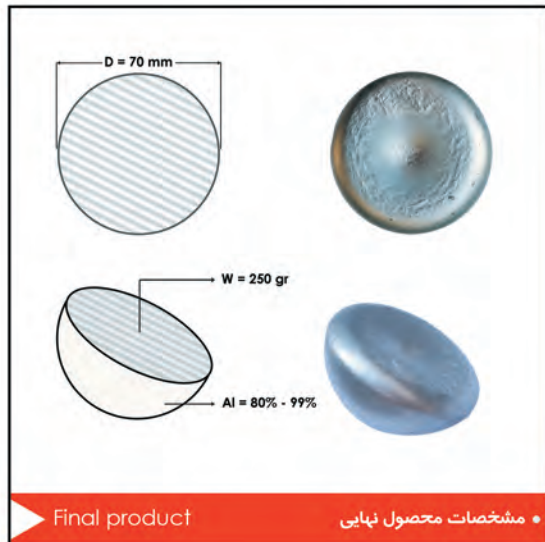 D = 70 mm
W = 250 gr
Al = 80% - 99%
Final product
• مشخصات محصول نهایی